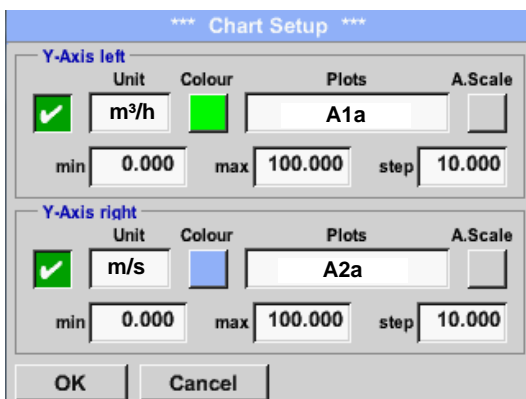 *** Chart Setup ***
Y-Axis left
Unit Colour Plots A.Scale
m³/h A1a
min 0.000 max 100.000 step 10.000
Y-Axis right
Unit Colour Plots A.Scale
m/s A2a
min 0.000 max 100.000 step 10.000
OK Cancel